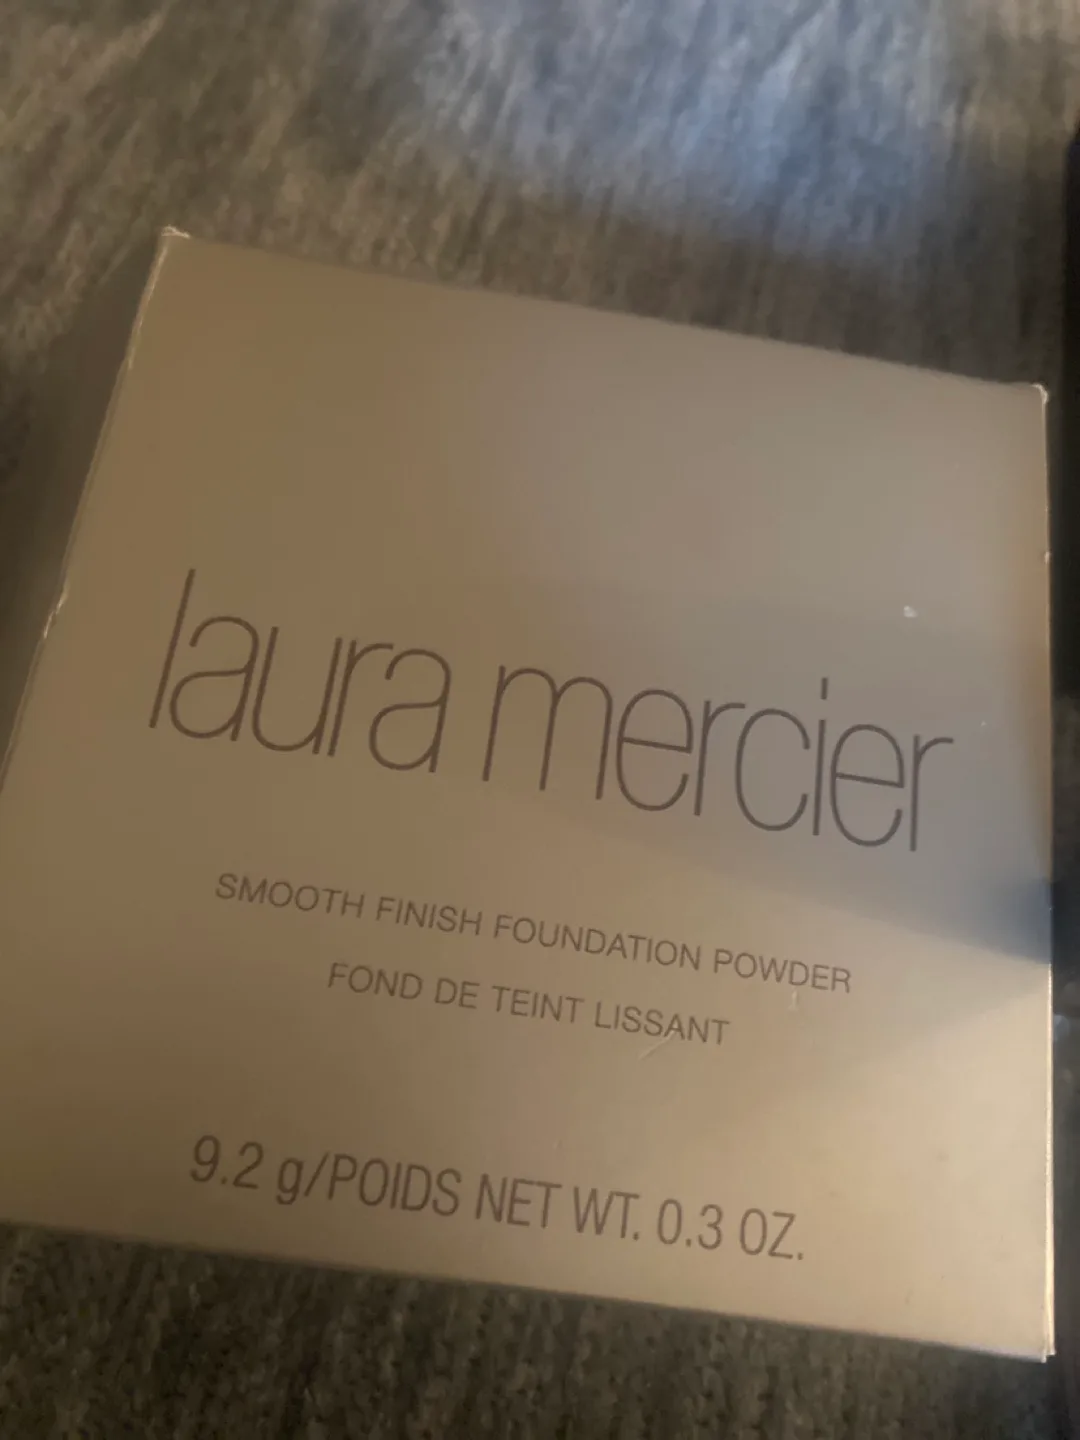 laura mercier
SMOOTH FINISH FOUNDATION POWDER
FOND DE TEINT LISSANT
9.2 g/POIDS NET WT. 0.3 OZ.